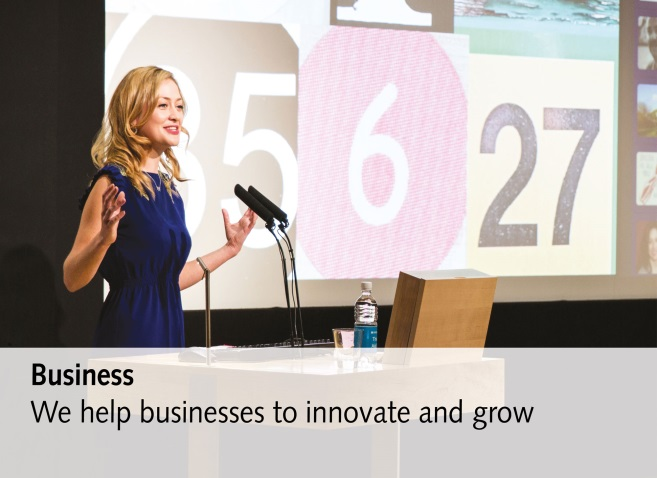 35 6 27
Business
We help businesses to innovate and grow